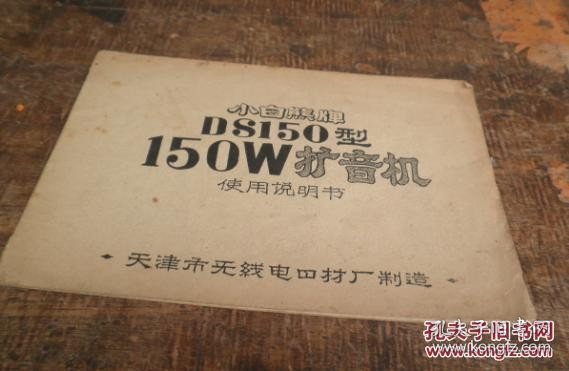 小白熊牌
DS150型
150W扩音机
使用说明书
天津市无线电四材厂制造
孔夫子旧书网
www.kongfz.com